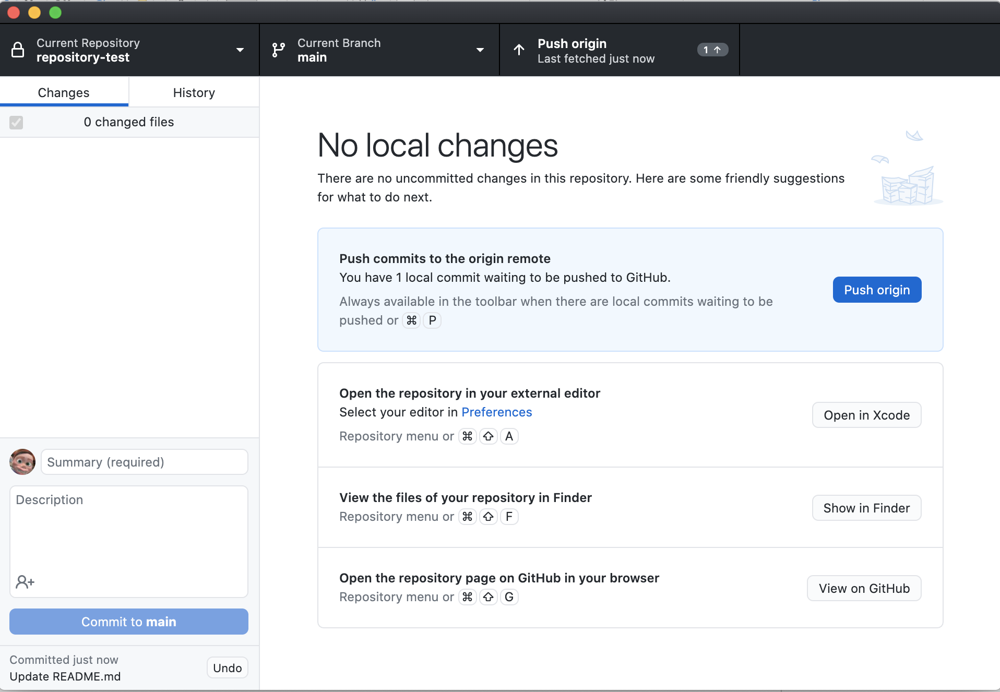 Current Repository
repository-test
Current Branch
main
Push origin
Last fetched just now
1 ↑
Changes
History
0 changed files
No local changes
There are no uncommitted changes in this repository. Here are some friendly suggestions
for what to do next.
Push commits to the origin remote
You have 1 local commit waiting to be pushed to GitHub.
Always available in the toolbar when there are local commits waiting to be
pushed or ⌘ P
Push origin
Open the repository in your external editor
Select your editor in Preferences
Repository menu or ⌘ ⇧ A
Open in Xcode
View the files of your repository in Finder
Repository menu or ⌘ ⇧ F
Show in Finder
Open the repository page on GitHub in your browser
Repository menu or ⌘ ⇧ G
View on GitHub
Summary (required)
Description
Commit to main
Committed just now
Update README.md
Undo